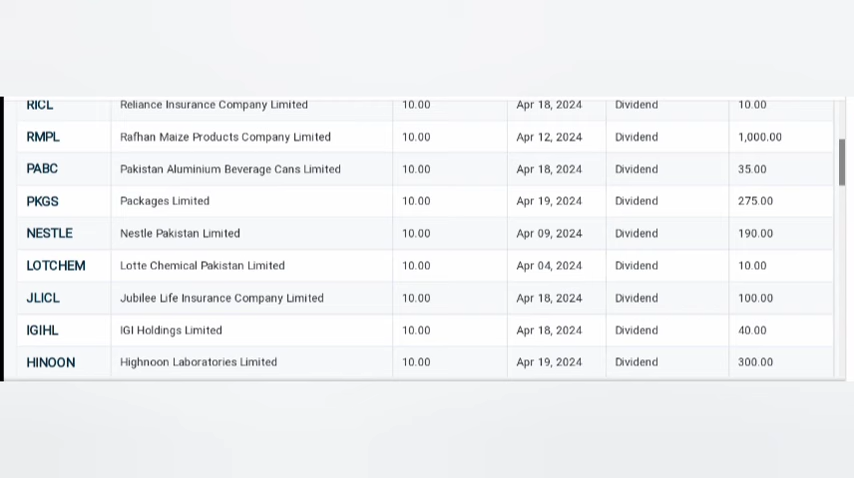 RICL Reliance Insurance Company Limited 10.00 Apr 18, 2024 Dividend 10.00
RMPL Rafhan Maize Products Company Limited 10.00 Apr 12, 2024 Dividend 1,000.00
PABC Pakistan Aluminium Beverage Cans Limited 10.00 Apr 18, 2024 Dividend 35.00
PKGS Packages Limited 10.00 Apr 19, 2024 Dividend 275.00
NESTLE Nestle Pakistan Limited 10.00 Apr 09, 2024 Dividend 190.00
LOTCHEM Lotte Chemical Pakistan Limited 10.00 Apr 04, 2024 Dividend 10.00
JLICL Jubilee Life Insurance Company Limited 10.00 Apr 18, 2024 Dividend 100.00
IGIHL IGI Holdings Limited 10.00 Apr 18, 2024 Dividend 40.00
HINOON Highnoon Laboratories Limited 10.00 Apr 19, 2024 Dividend 300.00